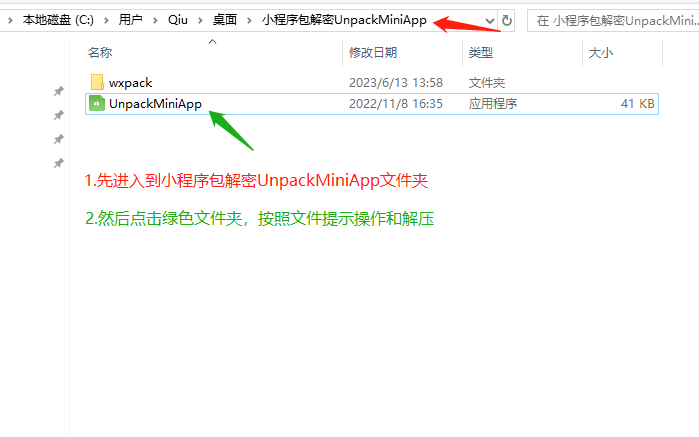 本地磁盘 (C:) 用户 Qiu 桌面 小程序包解密UnpackMiniApp 在 小程序包解密UnpackMini...
名称 修改日期 类型 大小
wxpack 2023/6/13 13:58 文件夹
UnpackMiniApp 2022/11/8 16:35 应用程序 41 KB
1.先进入到小程序包解密UnpackMiniApp文件夹
2.然后点击绿色文件夹，按照文件提示操作和解压